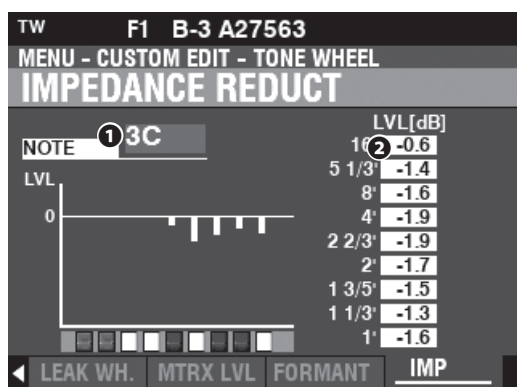 TW F1 B-3 A27563
MENU - CUSTOM EDIT - TONE WHEEL
IMPEDANCE REDUCT
NOTE 1 3C
LVL
0
LVL[dB]
16' 2 -0.6
5 1/3' -1.4
8' -1.6
4' -1.9
2 2/3' -1.9
2' -1.7
1 3/5' -1.5
1 1/3' -1.3
1' -1.6
LEAK WH. MTRX LVL FORMANT IMP